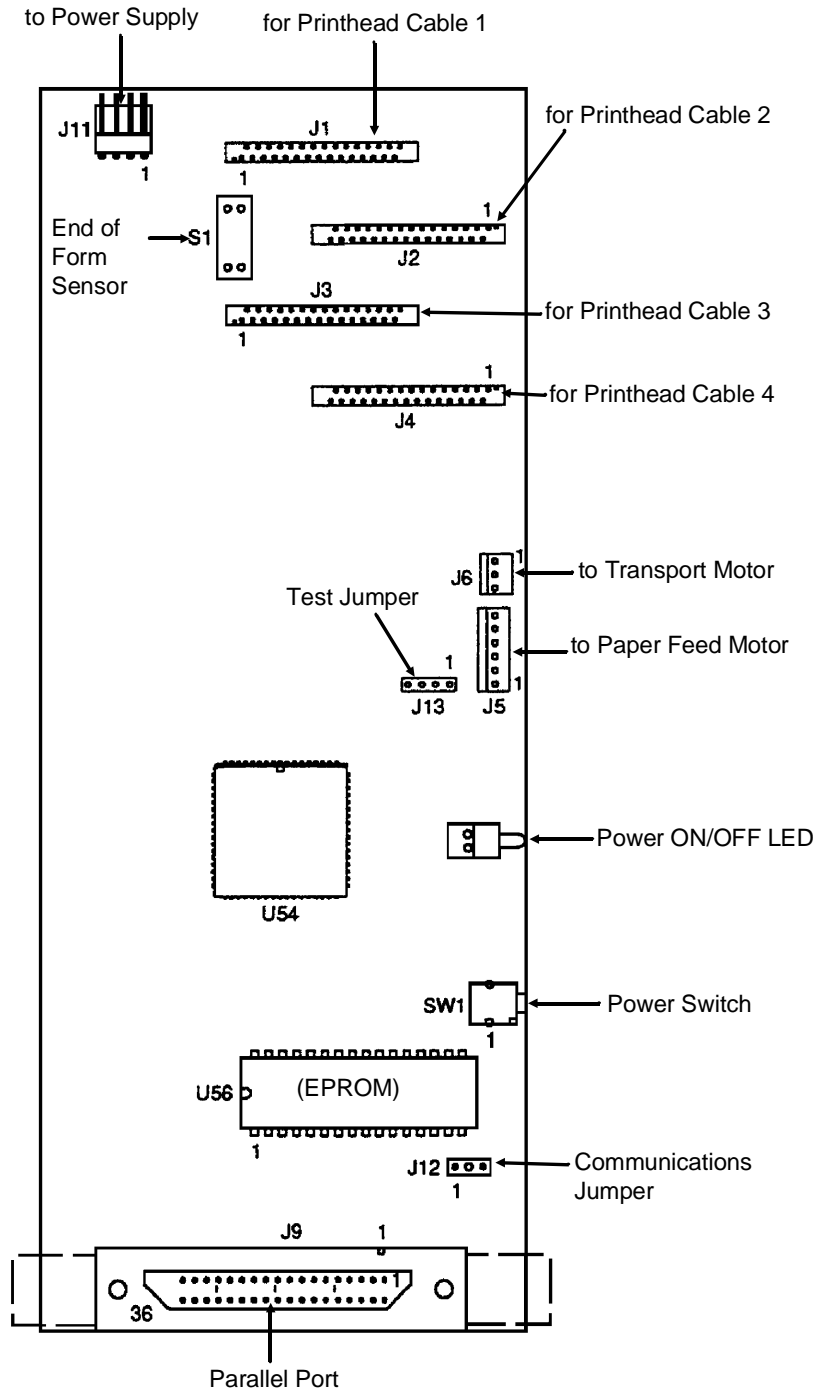 to Power Supply
for Printhead Cable 1
J11
1
J1
1
for Printhead Cable 2
End of
Form
Sensor
S1
1
J2
J3
1
for Printhead Cable 3
1
for Printhead Cable 4
J4
J6
1
to Transport Motor
Test Jumper
1
J13
to Paper Feed Motor
1
J5
Power ON/OFF LED
U54
SW1
Power Switch
1
U56
(EPROM)
1
J12
1
Communications
Jumper
J9
1
1
36
Parallel Port